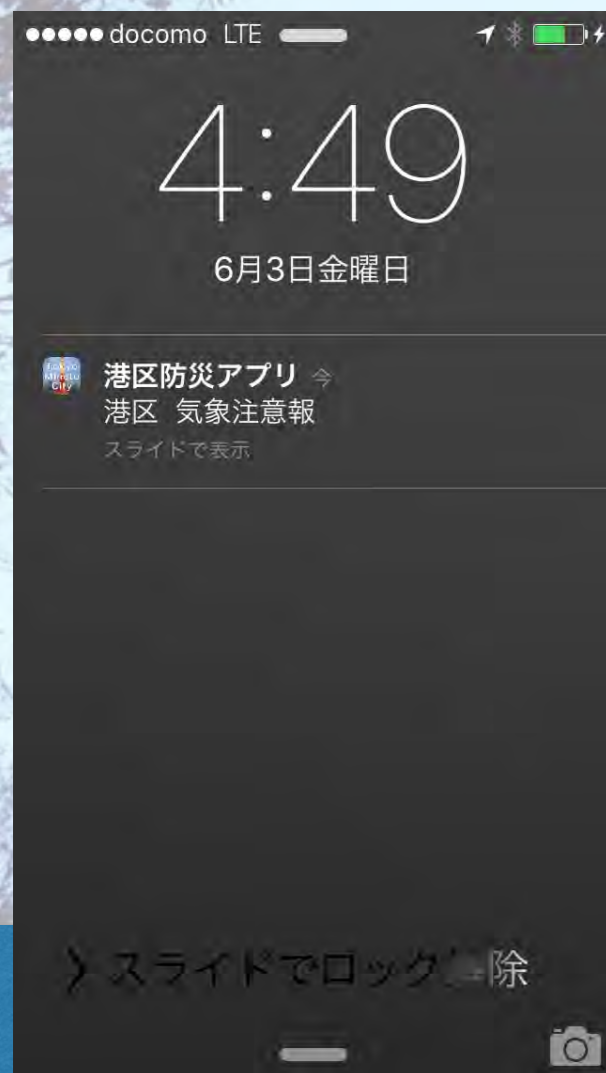 docomo LTE
4:49
6月3日金曜日
港区防災アプリ 今
港区 気象注意報
スライドで表示
> スライドでロック解除